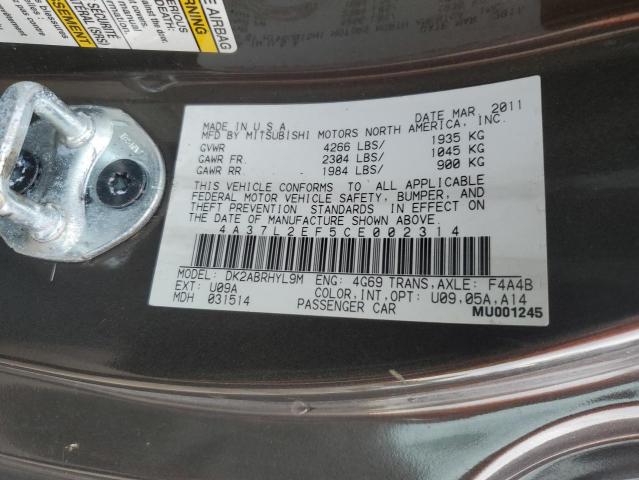 AIRBAG
WARNING
MAINTENANCE
MADE IN U.S.A. DATE MAR, 2011
MFD BY MITSUBISHI MOTORS NORTH AMERICA, INC.
GVWR 4266 LBS/ 1935 KG
GAWR FR. 2304 LBS/ 1045 KG
GAWR RR. 1984 LBS/ 900 KG
THIS VEHICLE CONFORMS TO ALL APPLICABLE
FEDERAL MOTOR VEHICLE SAFETY, BUMPER, AND
THEFT PREVENTION STANDARDS IN EFFECT ON
THE DATE OF MANUFACTURE SHOWN ABOVE.
4A37L2EF5CE002314
MODEL: DK2ABRHYL9M ENG: 4G69 TRANS,AXLE: F4A4B
EXT: U09A COLOR,INT,OPT: U09,05A,A14
MDH 031514 PASSENGER CAR
MU001245